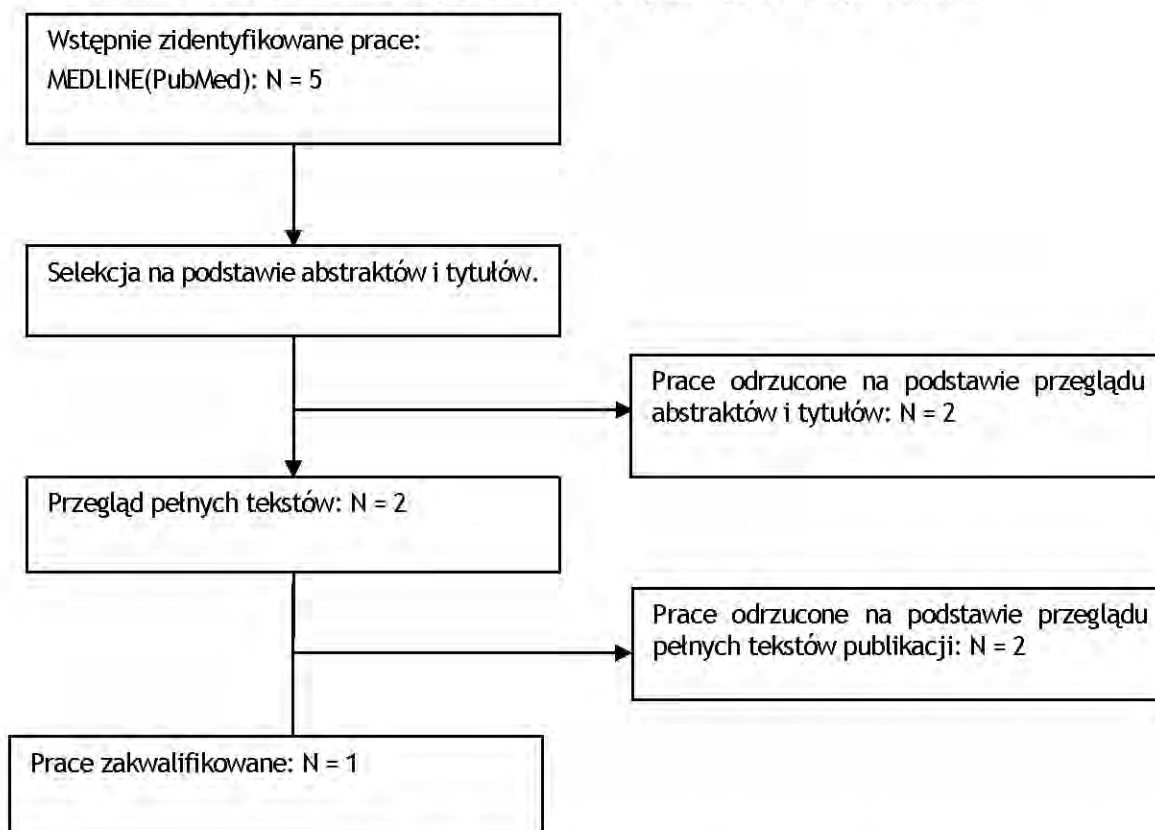 Wstępnie zidentyfikowane prace:
MEDLINE(PubMed): N = 5
Selekcja na podstawie abstraktów i tytułów.
Prace odrzucone na podstawie przeglądu
abstraktów i tytułów: N = 2
Przegląd pełnych tekstów: N = 2
Prace odrzucone na podstawie przeglądu
pełnych tekstów publikacji: N = 2
Prace zakwalifikowane: N = 1